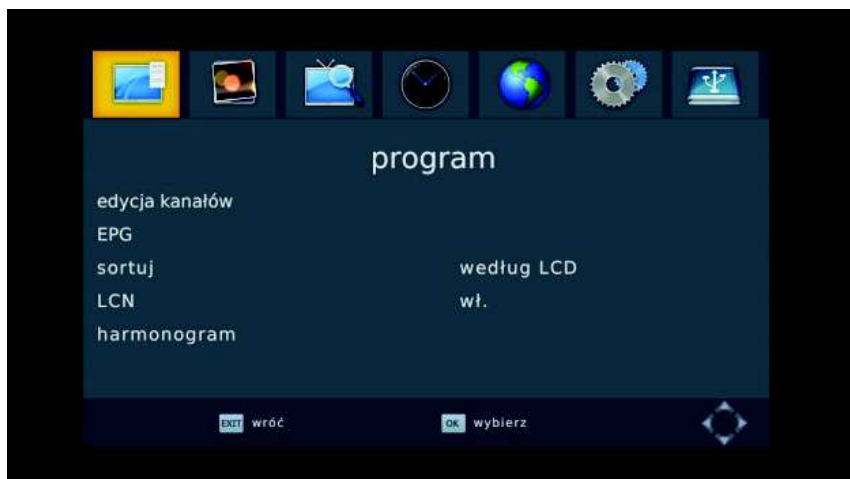 program
edycja kanałów
EPG
sortuj według LCD
LCN wł.
harmonogram
EXIT wróć OK wybierz